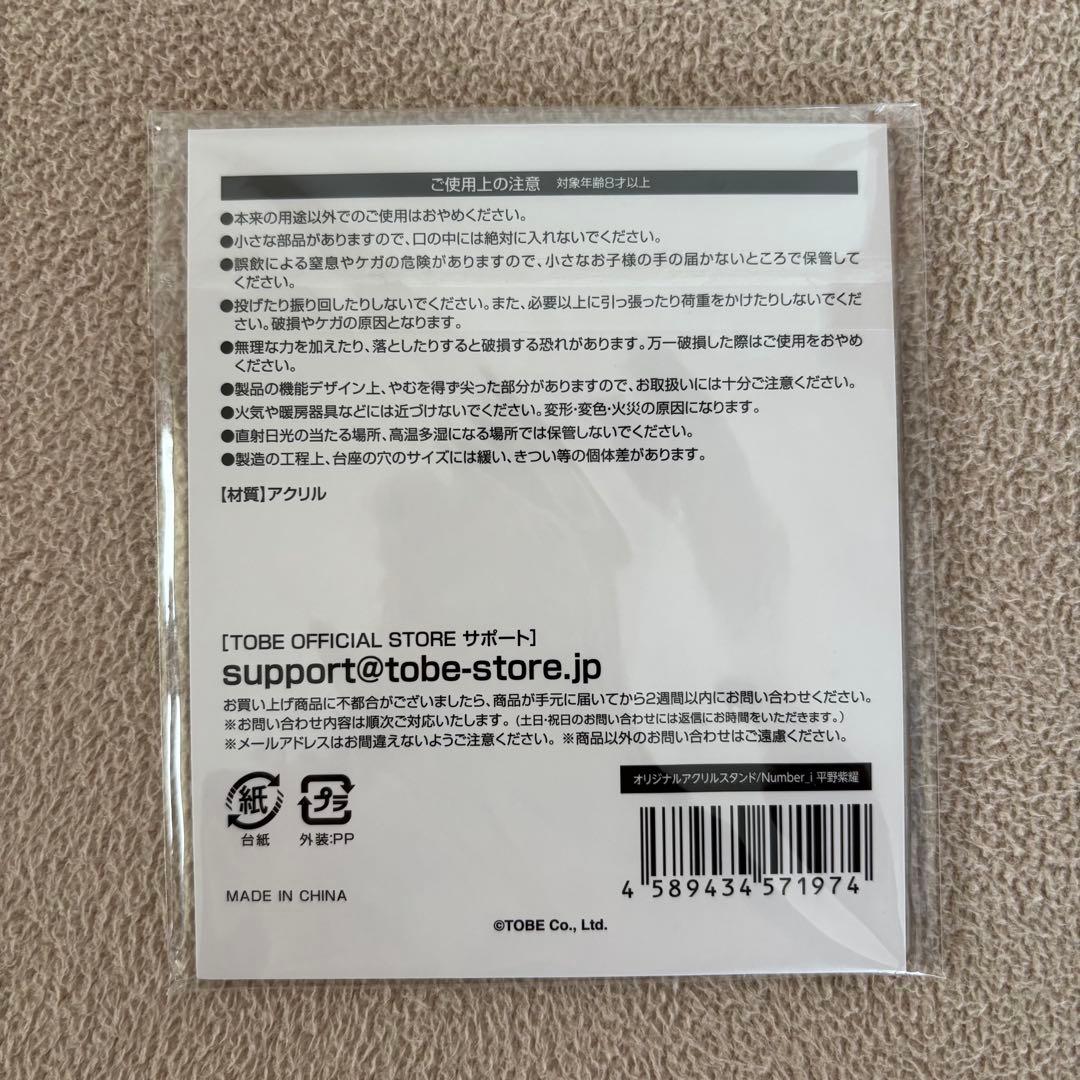 ご使用上の注意 対象年齢8才以上
●本来の用途以外でのご使用はおやめください。
●小さな部品がありますので、口の中には絶対に入れないでください。
●誤飲による窒息やケガの危険がありますので、小さなお子様の手の届かないところで保管して
ください。
●投げたり振り回したりしないでください。また、必要以上に引っ張ったり荷重をかけたりしないでくだ
さい。破損やケガの原因となります。
●無理な力を加えたり、落としたりすると破損する恐れがあります。万一破損した際はご使用をおやめ
ください。
●製品の機能デザイン上、やむを得ず尖った部分がありますので、お取扱いには十分ご注意ください。
●火気や暖房器具などには近づけないでください。変形・変色・火災の原因になります。
●直射日光の当たる場所、高温多湿になる場所では保管しないでください。
●製造の工程上、台座の穴のサイズには緩い、きつい等の個体差があります。
【材質】アクリル
[TOBE OFFICIAL STORE サポート]
support@tobe-store.jp
お買い上げ商品に不都合がございましたら、商品が手元に届いてから2週間以内にお問い合わせください。
※お問い合わせ内容は順次ご対応いたします。(土日・祝日のお問い合わせには返信にお時間をいただきます。)
※メールアドレスはお間違えないようご注意ください。 ※商品以外のお問い合わせはご遠慮ください。
オリジナルアクリルスタンド/Number_i 平野紫耀
紙 プラ
台紙 外装:PP
4 589434 571974
MADE IN CHINA
©TOBE Co., Ltd.